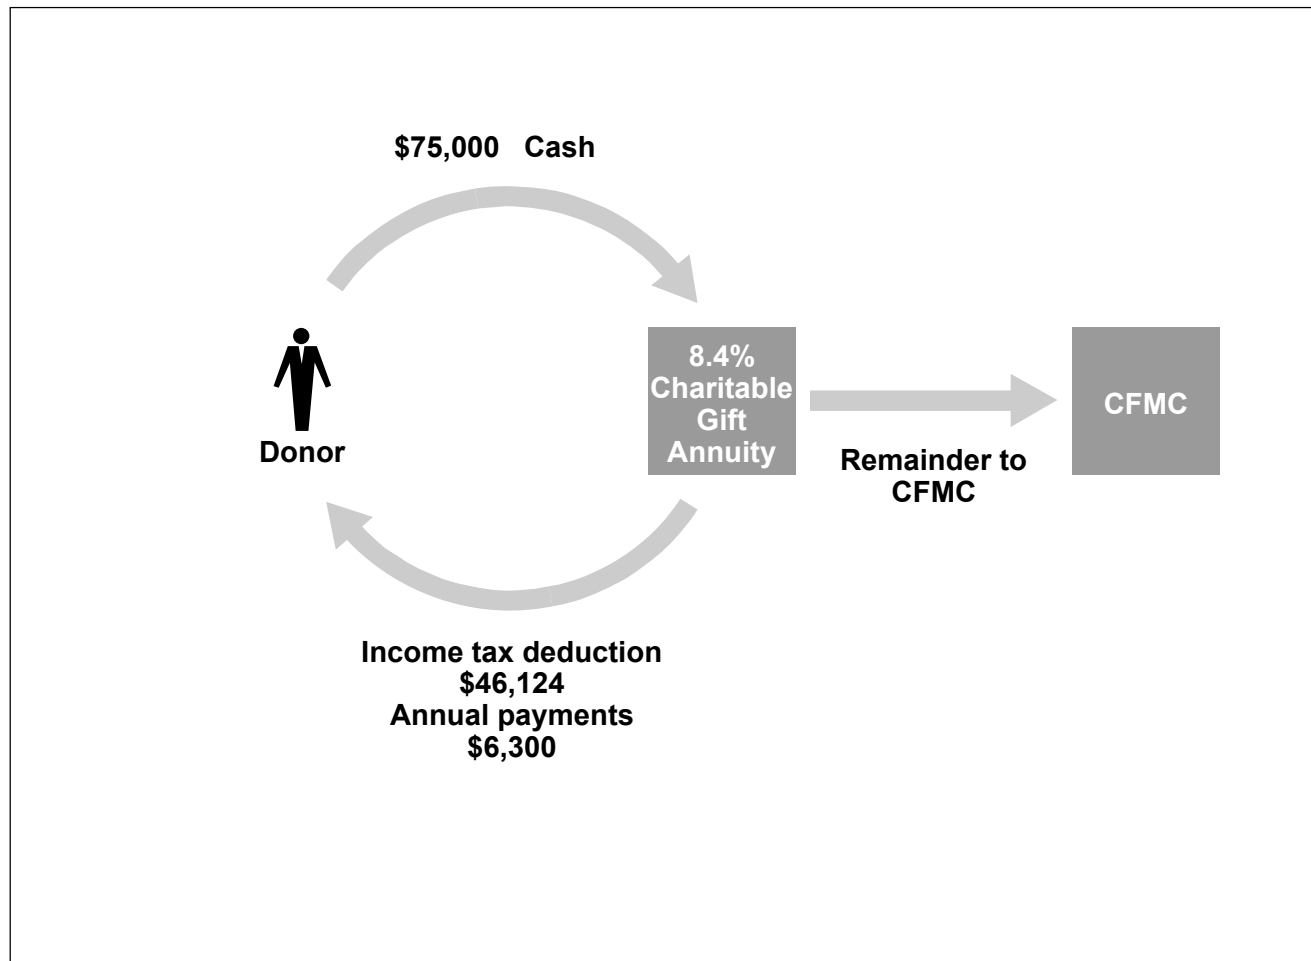 $75,000 Cash
Donor
8.4%
Charitable
Gift
Annuity
Remainder to
CFMC
CFMC
Income tax deduction
$46,124
Annual payments
$6,300